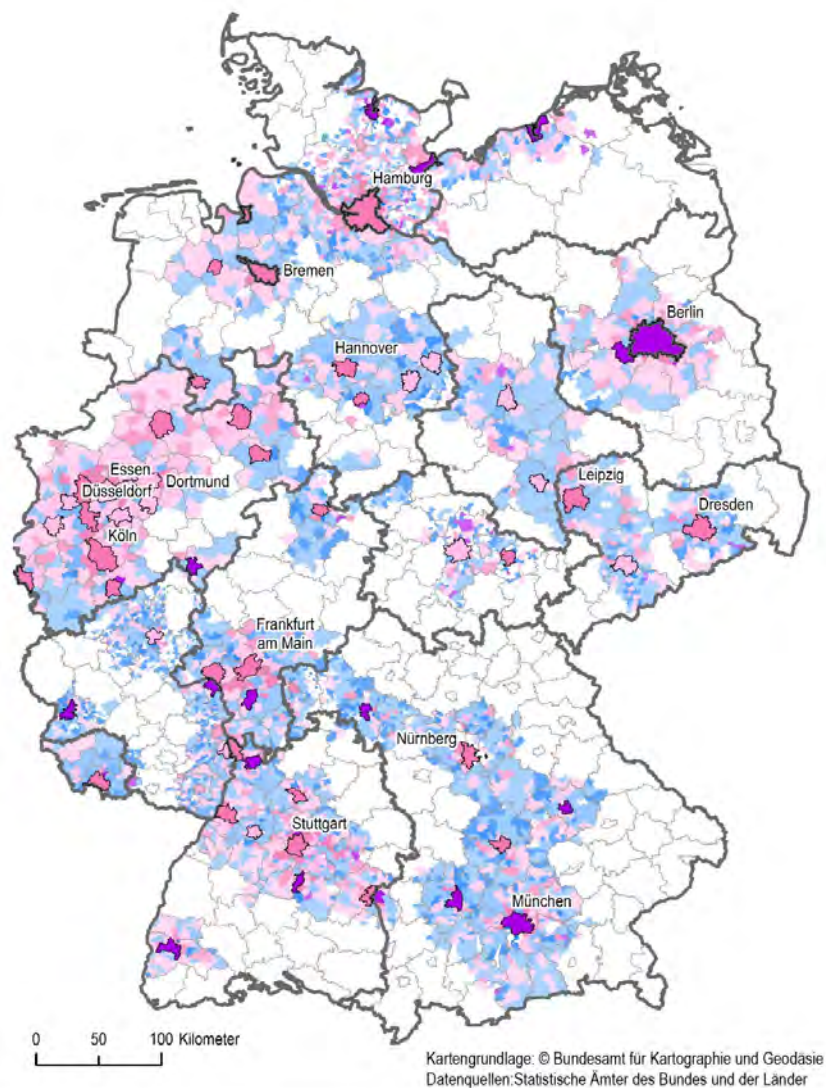 Hamburg
Bremen
Berlin
Hannover
Essen
Düsseldorf
Dortmund
Köln
Leipzig
Dresden
Frankfurt
am Main
Nürnberg
Stuttgart
München
0 50 100 Kilometer
Kartengrundlage: © Bundesamt für Kartographie und Geodäsie
Datenquellen:Statistische Ämter des Bundes und der Länder